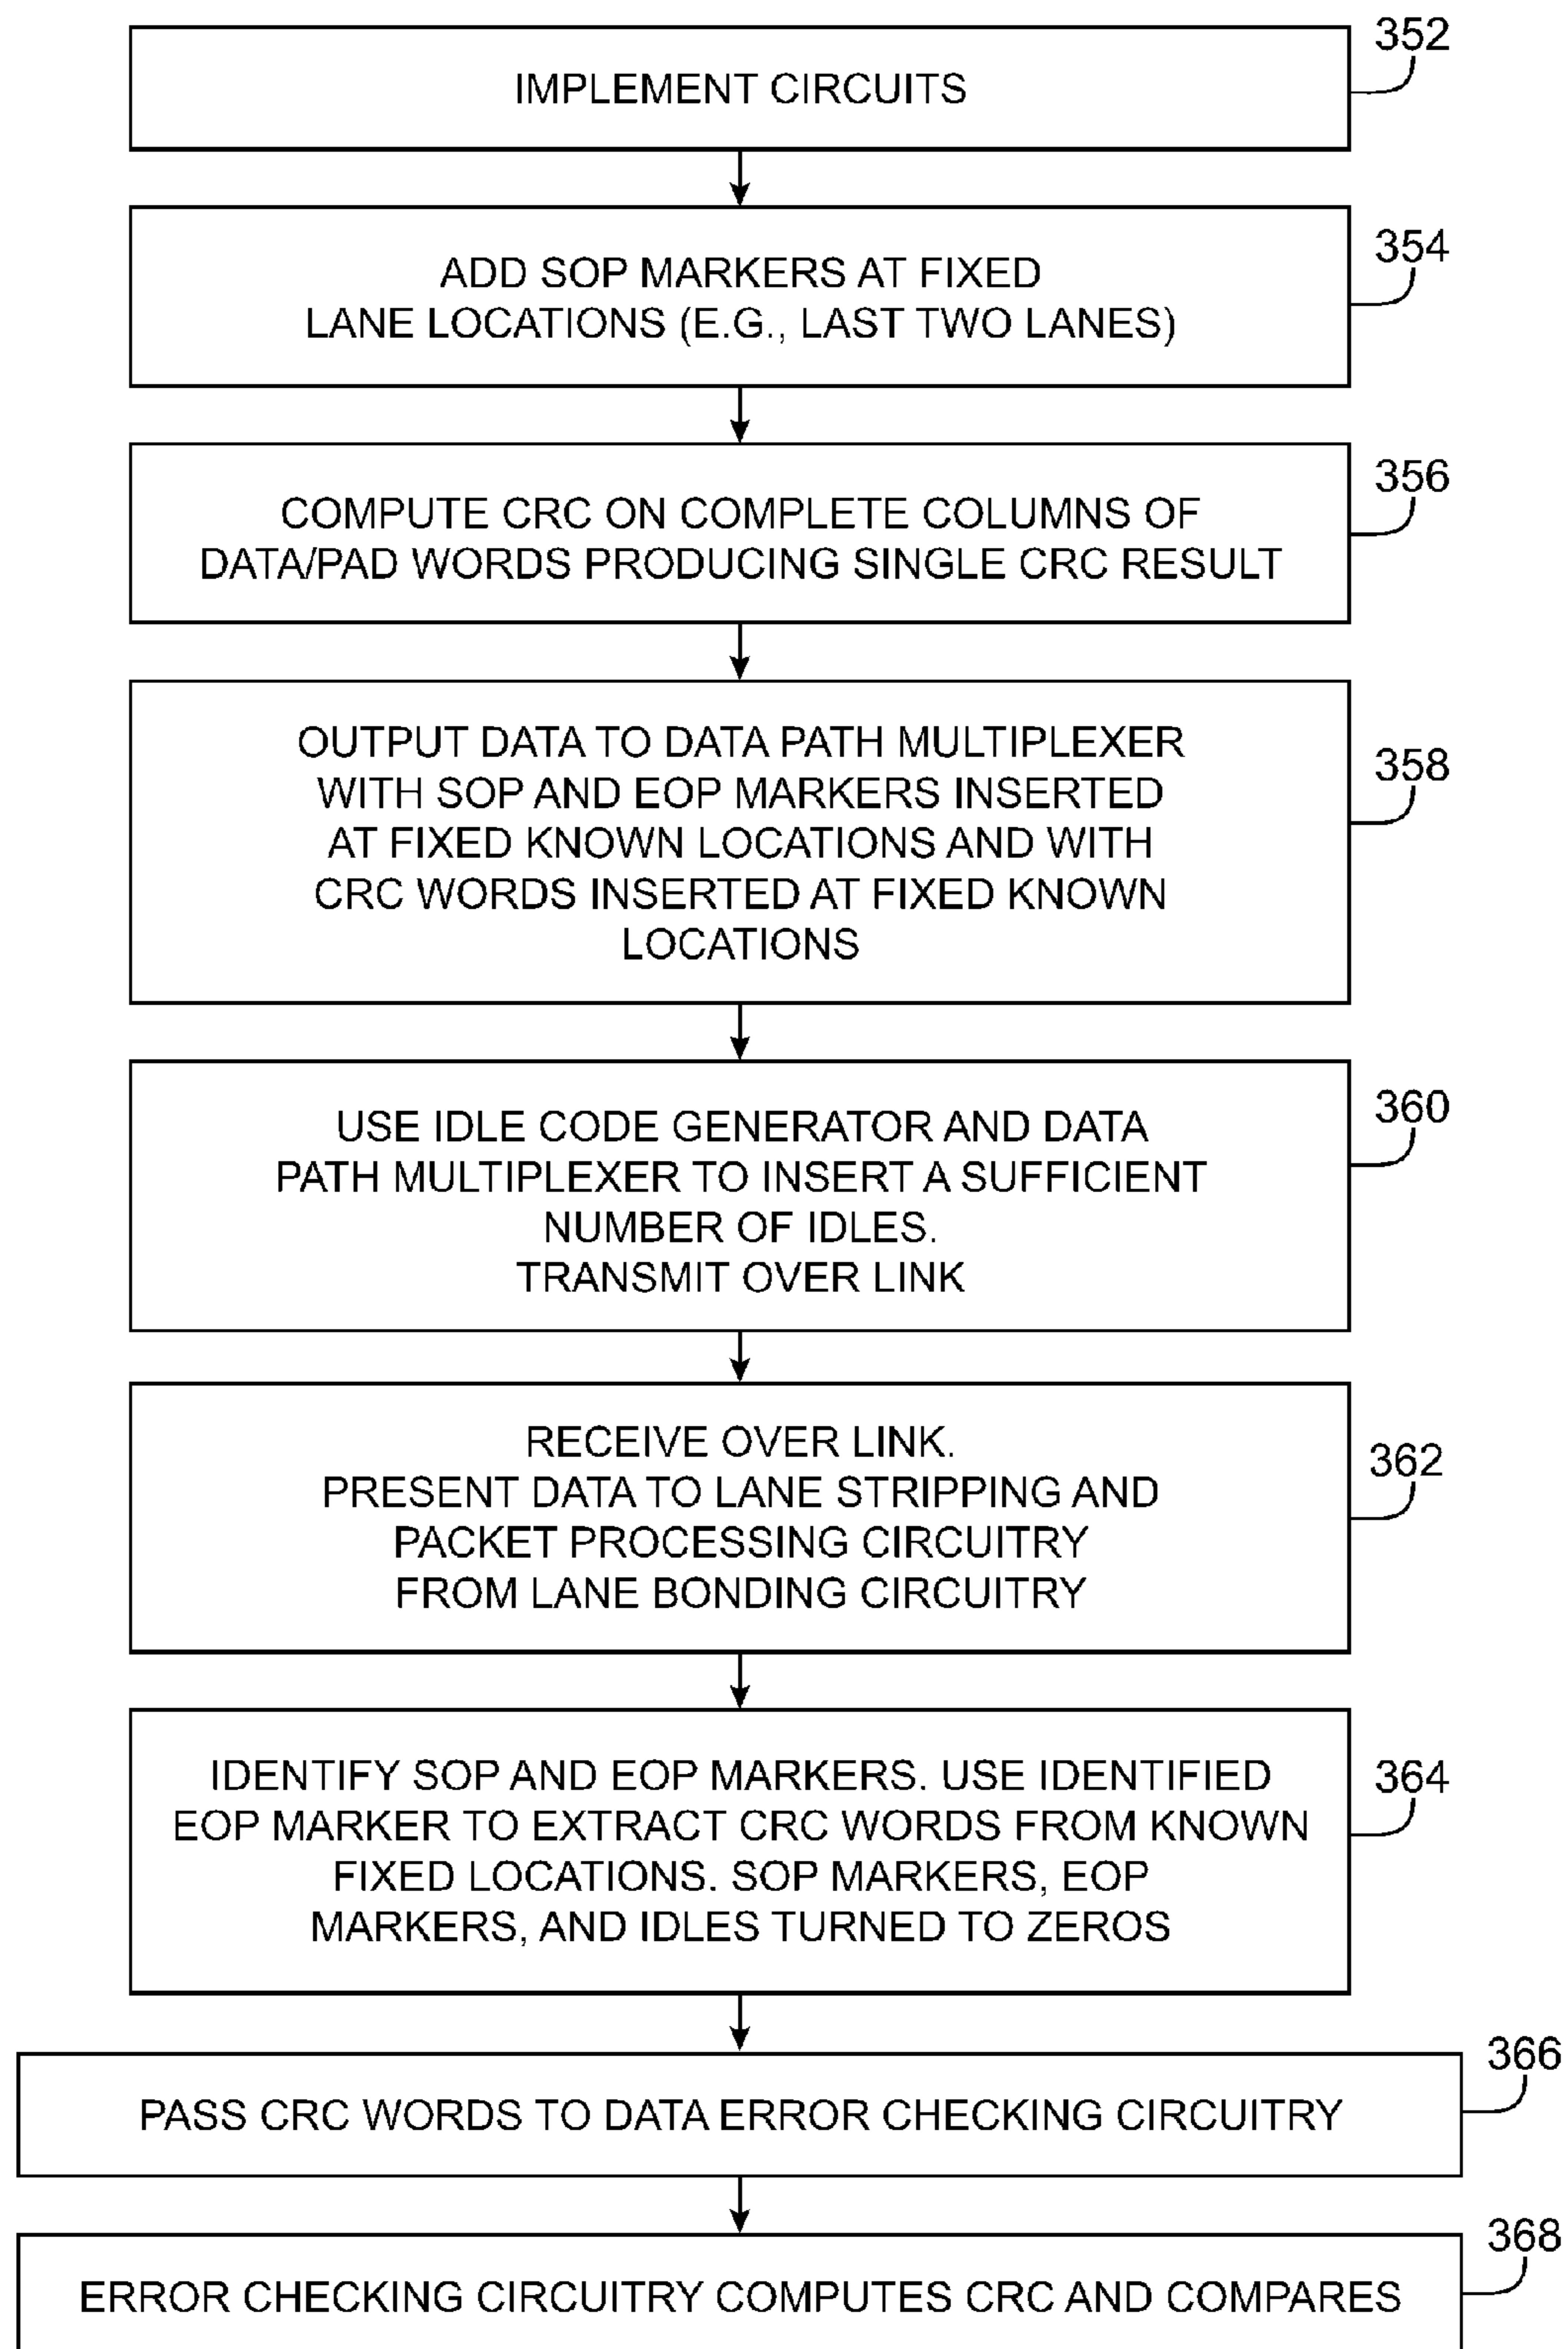 352
IMPLEMENT CIRCUITS
354
ADD SOP MARKERS AT FIXED
LANE LOCATIONS (E.G., LAST TWO LANES)
356
COMPUTE CRC ON COMPLETE COLUMNS OF
DATA/PAD WORDS PRODUCING SINGLE CRC RESULT
358
OUTPUT DATA TO DATA PATH MULTIPLEXER
WITH SOP AND EOP MARKERS INSERTED
AT FIXED KNOWN LOCATIONS AND WITH
CRC WORDS INSERTED AT FIXED KNOWN
LOCATIONS
360
USE IDLE CODE GENERATOR AND DATA
PATH MULTIPLEXER TO INSERT A SUFFICIENT
NUMBER OF IDLES.
TRANSMIT OVER LINK
362
RECEIVE OVER LINK.
PRESENT DATA TO LANE STRIPPING AND
PACKET PROCESSING CIRCUITRY
FROM LANE BONDING CIRCUITRY
364
IDENTIFY SOP AND EOP MARKERS. USE IDENTIFIED
EOP MARKER TO EXTRACT CRC WORDS FROM KNOWN
FIXED LOCATIONS. SOP MARKERS, EOP
MARKERS, AND IDLES TURNED TO ZEROS
366
PASS CRC WORDS TO DATA ERROR CHECKING CIRCUITRY
368
ERROR CHECKING CIRCUITRY COMPUTES CRC AND COMPARES